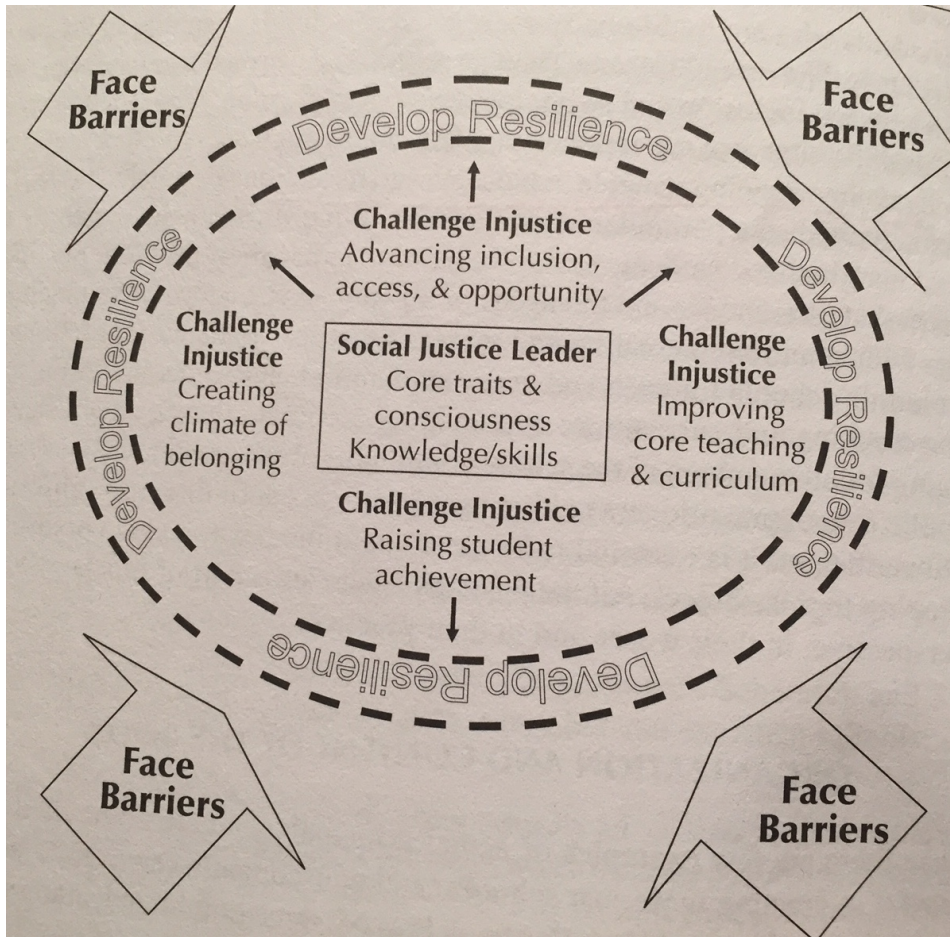 Face
Barriers
Face
Barriers
Develop Resilience
Challenge Injustice
Advancing inclusion,
access, & opportunity
Develop Resilience
Challenge
Injustice
Creating
climate of
belonging
Social Justice Leader
Core traits &
consciousness
Knowledge/skills
Challenge
Injustice
Improving
core teaching
& curriculum
Develop Resilience
Challenge Injustice
Raising student
achievement
Develop Resilience
Face
Barriers
Face
Barriers